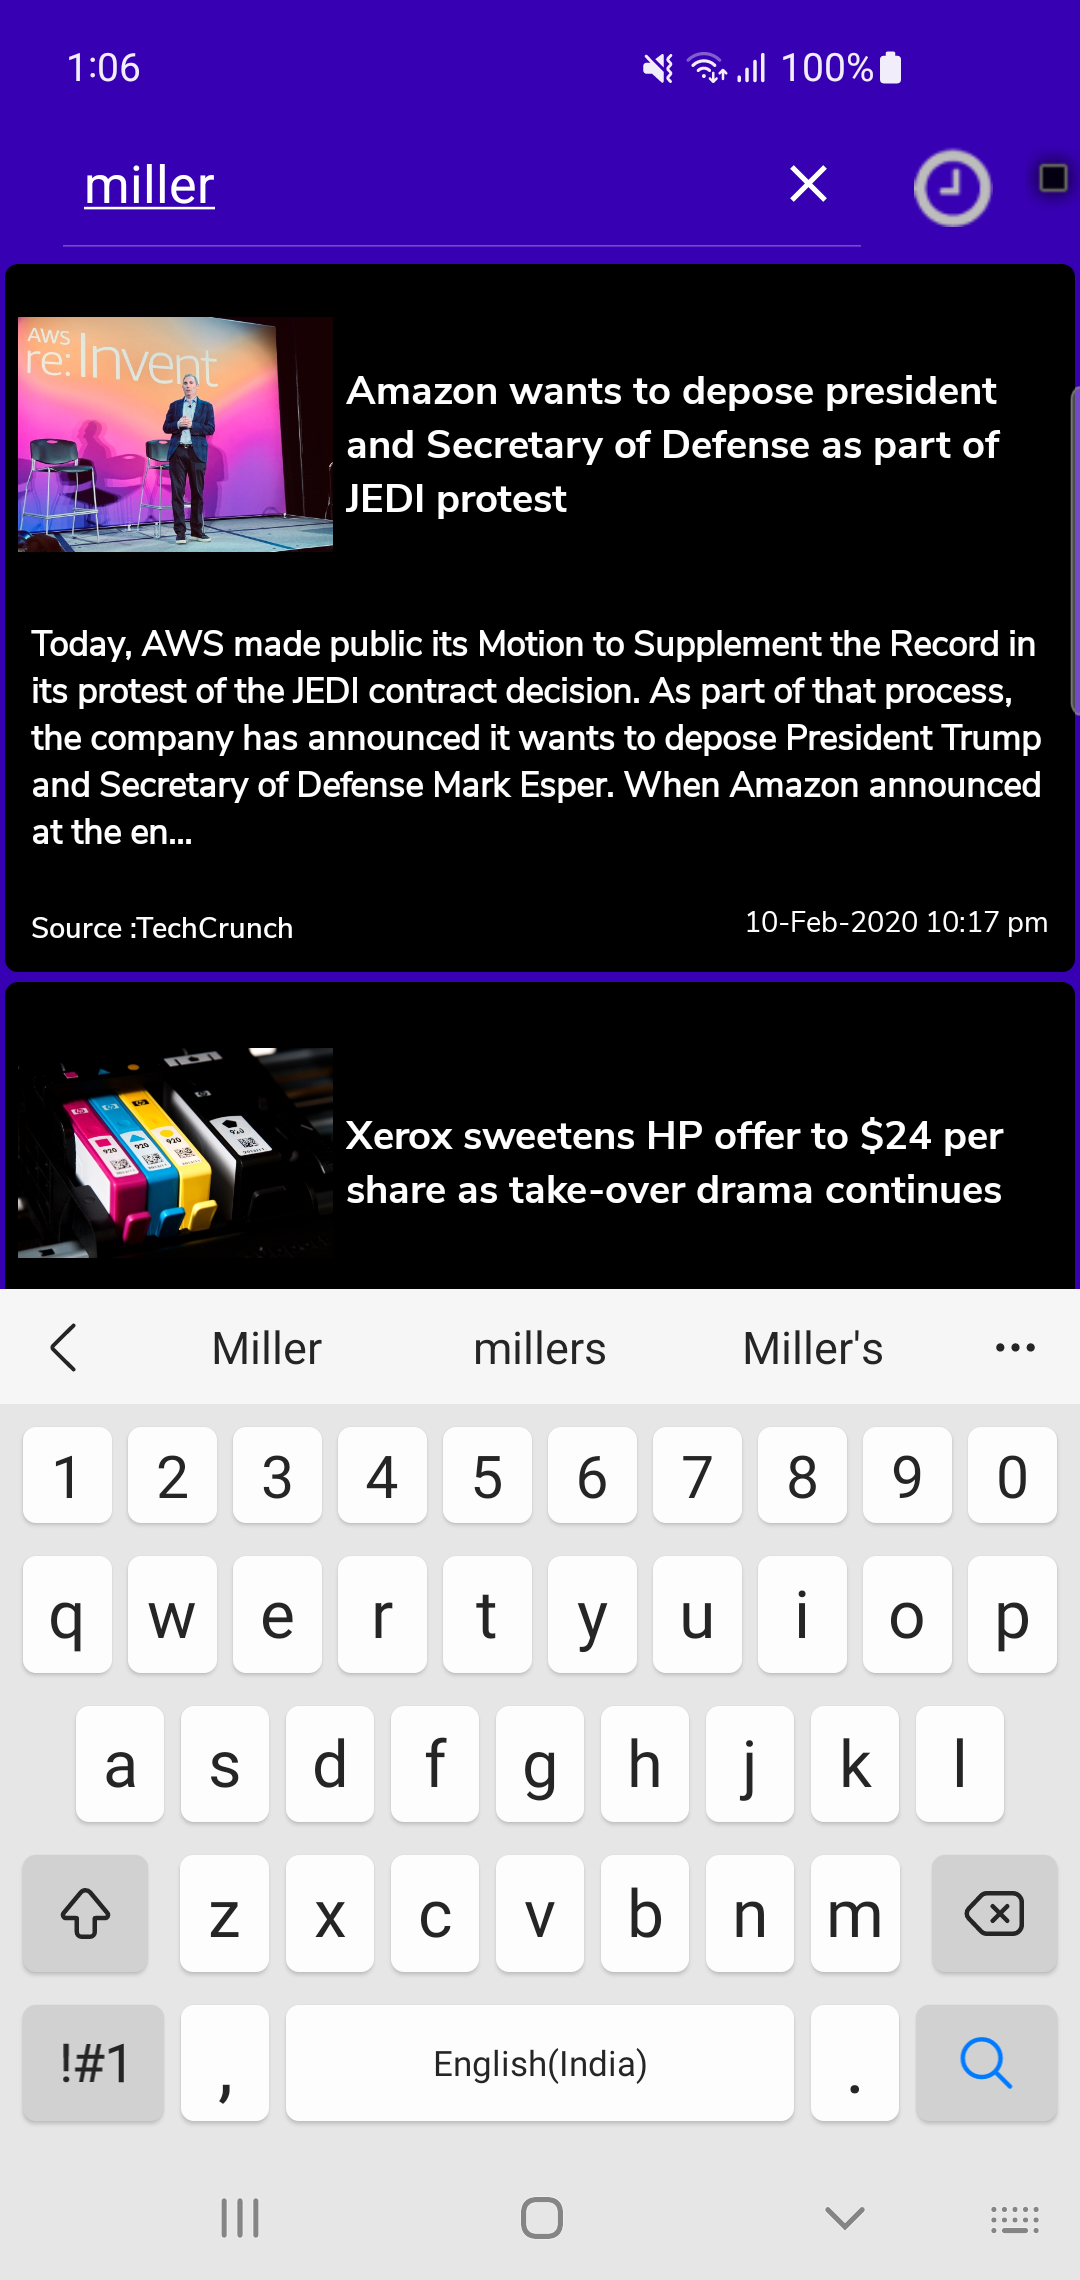 1:06
100%
miller
AWS
re:Invent
Amazon wants to depose president
and Secretary of Defense as part of
JEDI protest
Today, AWS made public its Motion to Supplement the Record in
its protest of the JEDI contract decision. As part of that process,
the company has announced it wants to depose President Trump
and Secretary of Defense Mark Esper. When Amazon announced
at the en...
Source :TechCrunch
10-Feb-2020 10:17 pm
920
920
920
920
Xerox sweetens HP offer to $24 per
share as take-over drama continues
Miller millers Miller's
1 2 3 4 5 6 7 8 9 0
q w e r t y u i o p
a s d f g h j k l
z x c v b n m
!#1 , English(India) .